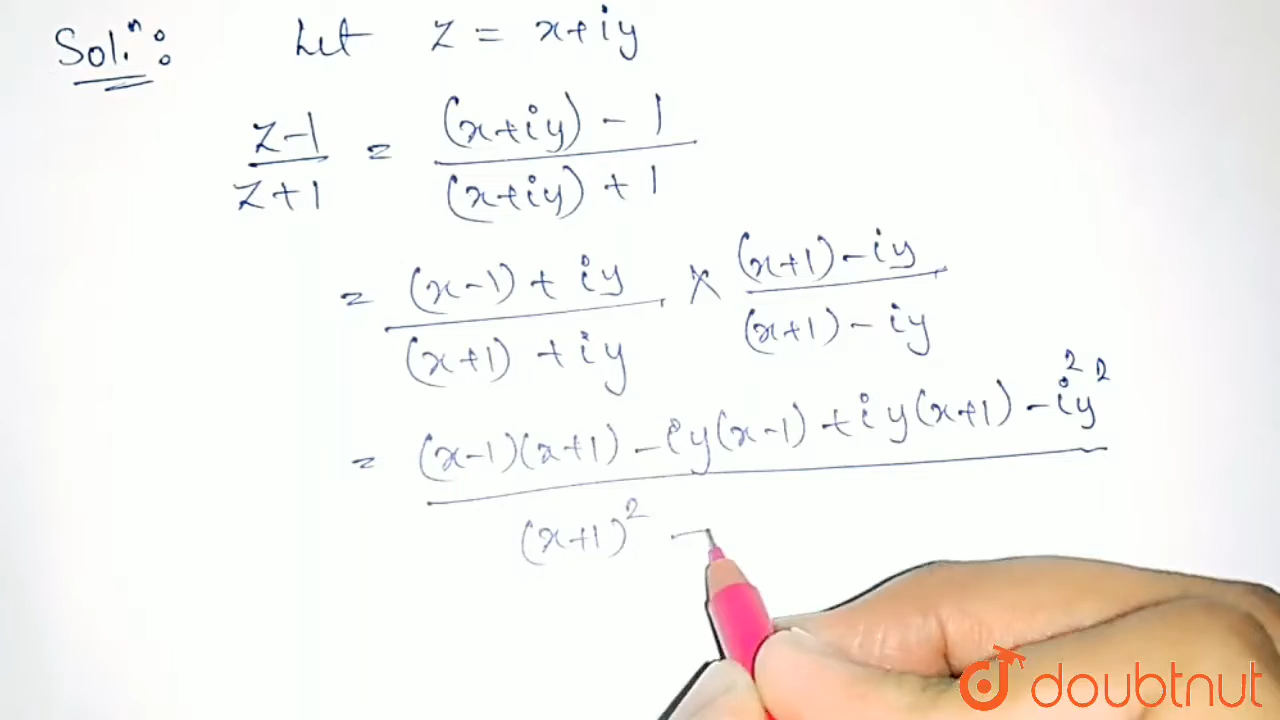 Sol.ⁿ: Let z = x+iy
z-1/z+1 = (x+iy) - 1/(x+iy) + 1
= (x-1) + iy/(x+1) + iy × (x+1) - iy/(x+1) - iy
= (x-1)(x+1) - iy(x-1) + iy(x+1) - i²y²
(x+1)² -
doubtnut